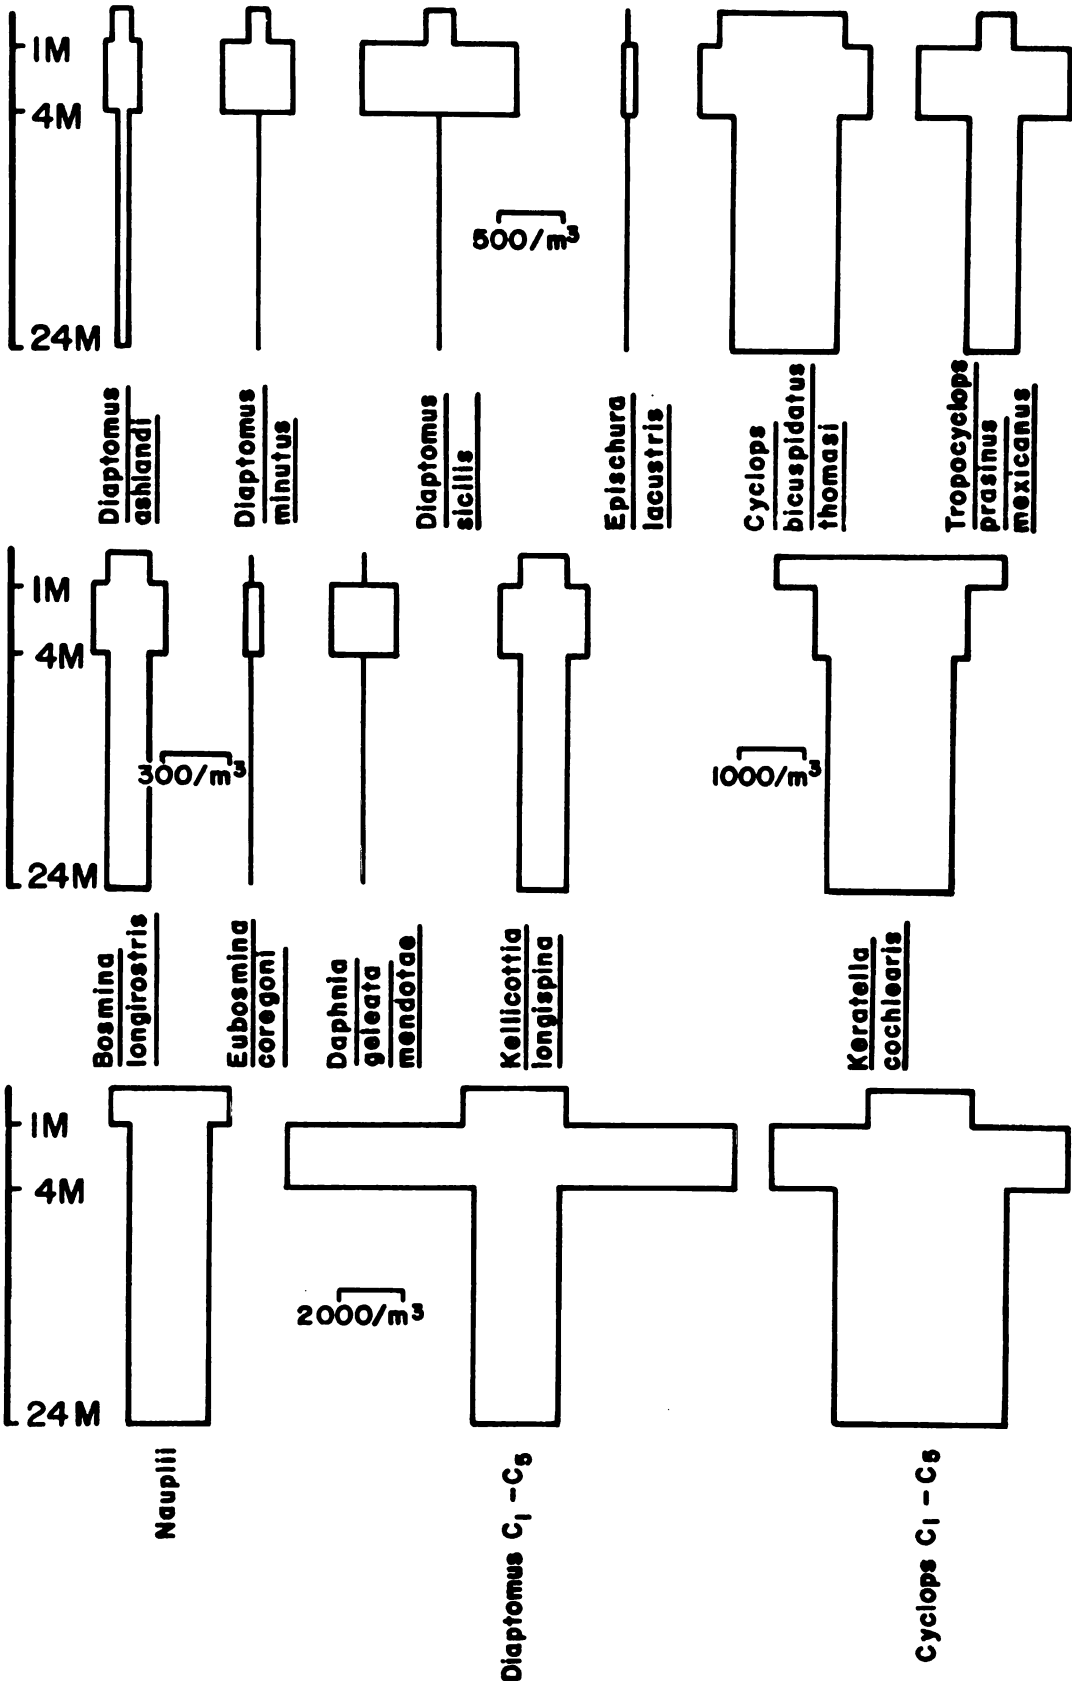 1M
4M
24M
500/m³
Diaptomus
ashlandi
Diaptomus
minutus
Diaptomus
sicilis
Epischura
lacustris
Cyclops
bicuspidatus
thomasi
Tropocyclops
prasinus
mexicanus
1M
4M
24M
300/m³
1000/m³
Bosmina
longirostris
Eubosmina
coregoni
Daphnia
geleata
mendotae
Kellicottia
longispina
Keratella
cochlearis
1M
4M
24M
2000/m³
Nauplii
Diaptomus C₁-C₅
Cyclops C₁-C₅